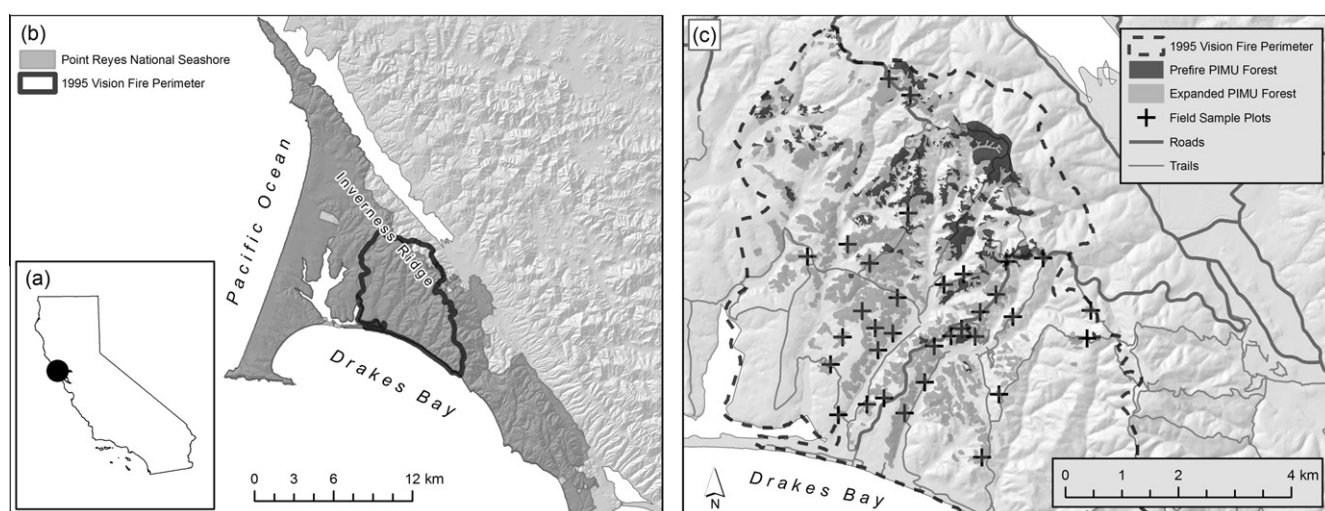 (b)
Point Reyes National Seashore
1995 Vision Fire Perimeter
Pacific Ocean
Inverness Ridge
Drakes Bay
0 3 6 12 km
(a)
(c)
1995 Vision Fire Perimeter
Prefire PIMU Forest
Expanded PIMU Forest
Field Sample Plots
Roads
Trails
N
Drakes Bay
0 1 2 4 km